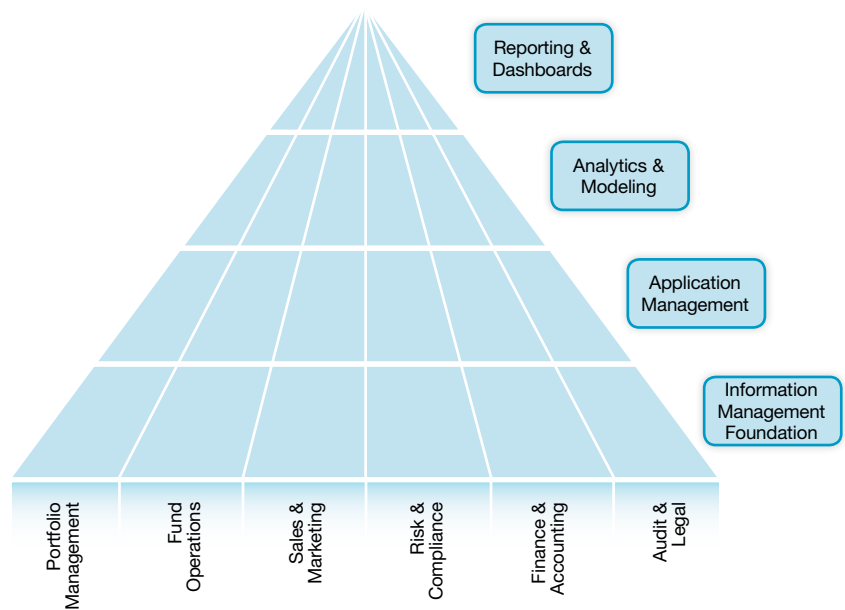 Reporting &
Dashboards
Analytics &
Modeling
Application
Management
Information
Management
Foundation
Portfolio
Management
Fund
Operations
Sales &
Marketing
Risk &
Compliance
Finance &
Accounting
Audit &
Legal